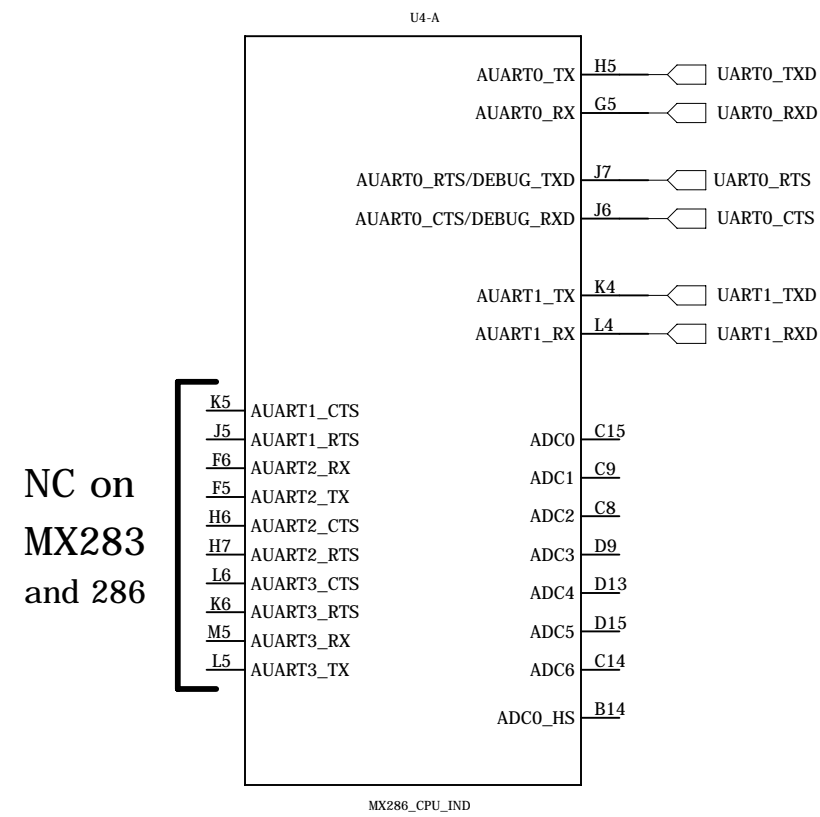 U4-A
AUART0_TX H5 UART0_TXD
AUART0_RX G5 UART0_RXD
AUART0_RTS/DEBUG_TXD J7 UART0_RTS
AUART0_CTS/DEBUG_RXD J6 UART0_CTS
AUART1_TX K4 UART1_TXD
AUART1_RX L4 UART1_RXD
NC on
MX283
and 286
K5 AUART1_CTS
J5 AUART1_RTS
F6 AUART2_RX
F5 AUART2_TX
H6 AUART2_CTS
H7 AUART2_RTS
L6 AUART3_CTS
K6 AUART3_RTS
M5 AUART3_RX
L5 AUART3_TX
ADC0 C15
ADC1 C9
ADC2 C8
ADC3 D9
ADC4 D13
ADC5 D15
ADC6 C14
ADC0_HS B14
MX286_CPU_IND